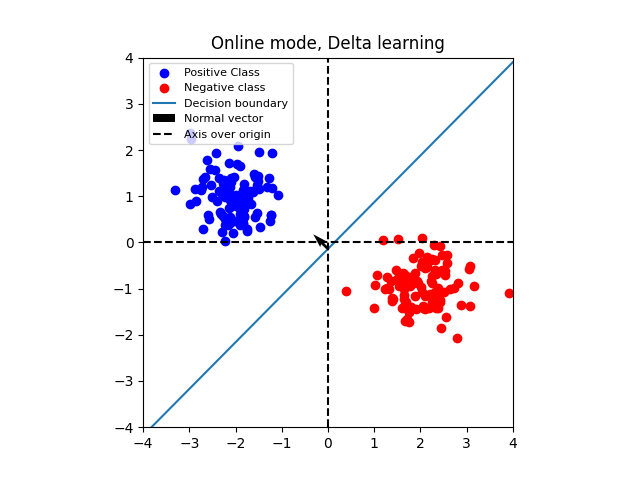 Online mode, Delta learning
Positive Class
Negative class
Decision boundary
Normal vector
Axis over origin
4
3
2
1
0
−1
−2
−3
−4
−4 −3 −2 −1 0 1 2 3 4